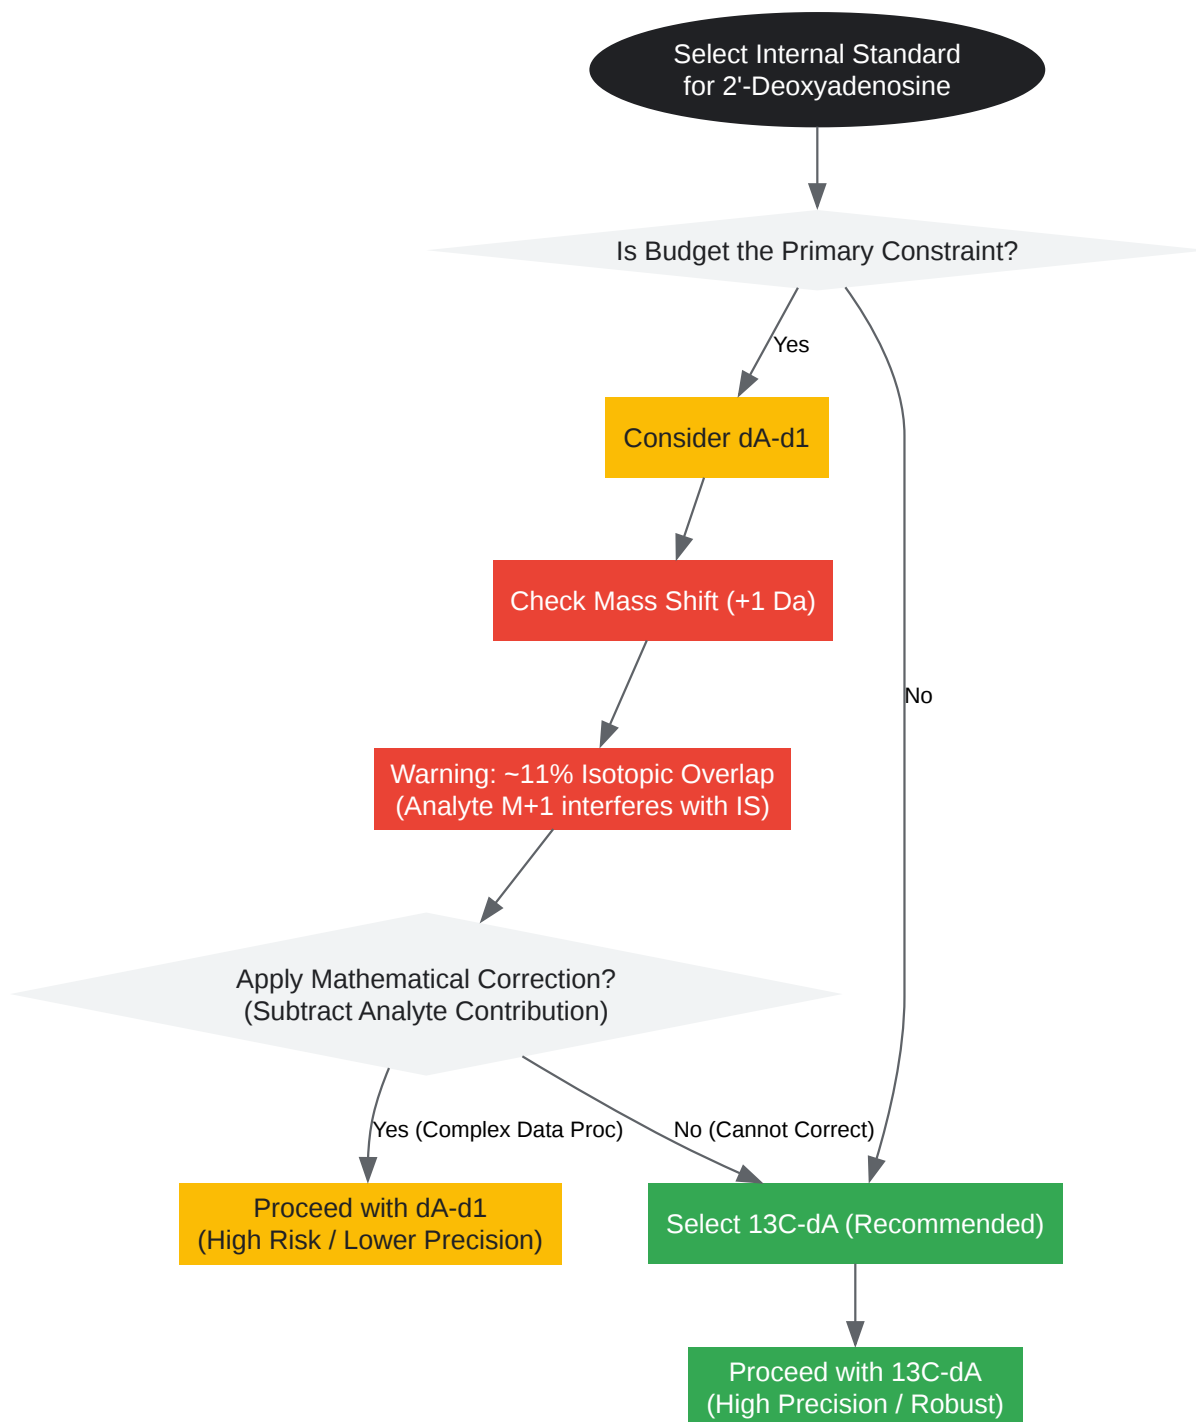 Select Internal Standard
for 2'-Deoxyadenosine
Is Budget the Primary Constraint?
Yes
Consider dA-d1
Check Mass Shift (+1 Da)
No
Warning: ~11% Isotopic Overlap
(Analyte M+1 interferes with IS)
Apply Mathematical Correction?
(Subtract Analyte Contribution)
Yes (Complex Data Proc)
No (Cannot Correct)
Proceed with dA-d1
(High Risk / Lower Precision)
Select 13C-dA (Recommended)
Proceed with 13C-dA
(High Precision / Robust)